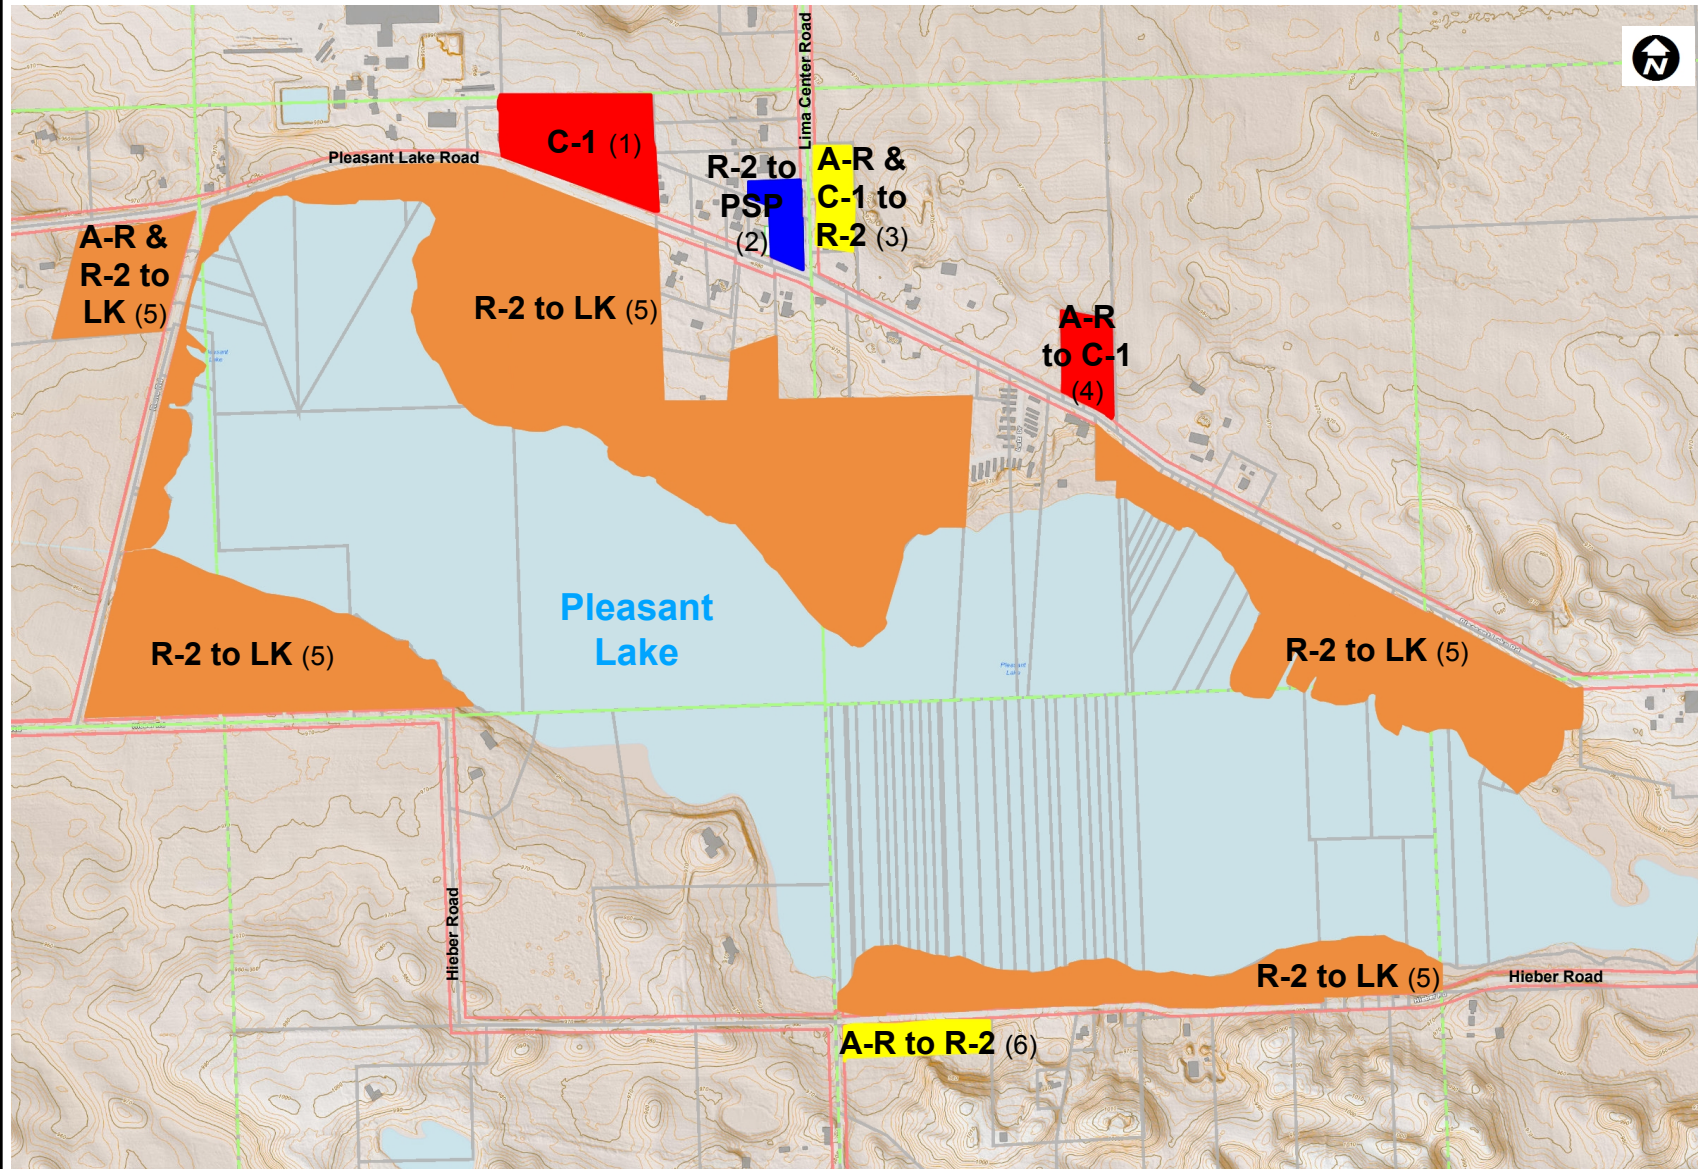 N
Lima Center Road
C-1 (1)
Pleasant Lake Road
R-2 to
PSP
(2)
A-R &
C-1 to
R-2 (3)
A-R &
R-2 to
LK (5)
R-2 to LK (5)
A-R
to C-1
(4)
Pleasant
Lake
R-2 to LK (5)
R-2 to LK (5)
Pleasant
Lake
Hieber Road
R-2 to LK (5)
Hieber Road
A-R to R-2 (6)